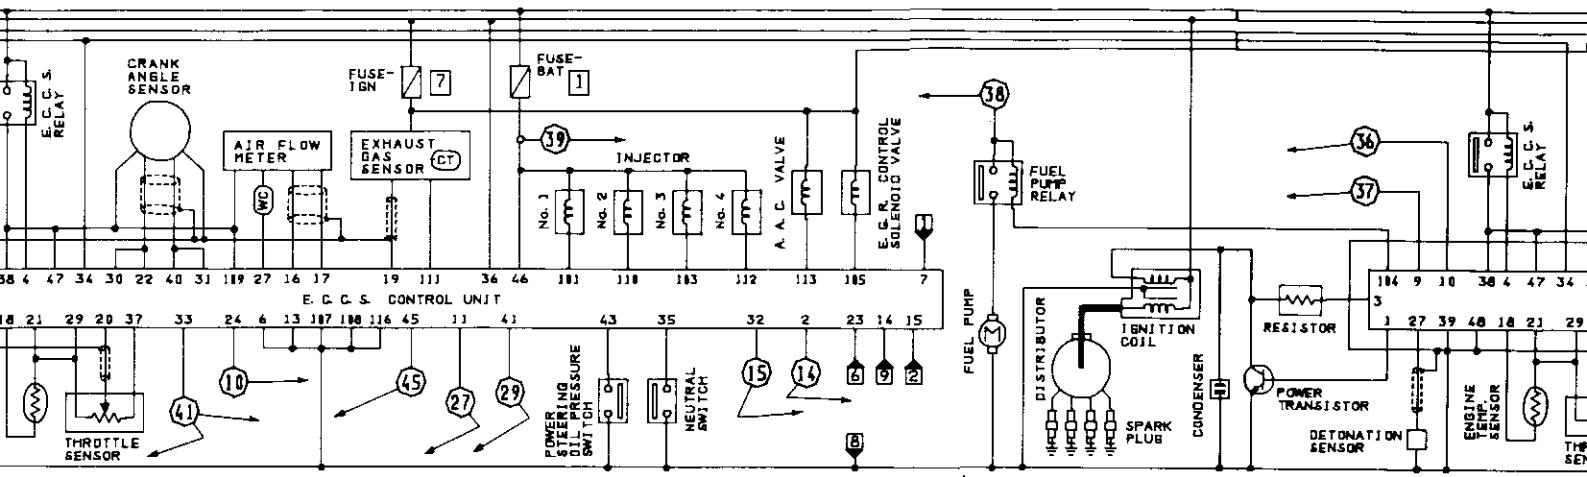 CRANK
ANGLE
SENSOR
E. C. C. S.
RELAY
AIR FLOW
METER
WC
FUSE-
IGN
7
EXHAUST
GAS
SENSOR
CT
FUSE-
BAT
1
39
INJECTOR
No. 1
No. 2
No. 3
No. 4
A. A. C. VALVE
E. G. R. CONTROL
SOLENOID VALVE
1
38
FUEL
PUMP
RELAY
36
37
E. C. C. S.
RELAY
38 4 47 34 30 22 40 31 109 27 16 17 19 111 36 46 101 110 103 112 113 105 7
E. C. C. S. CONTROL UNIT
18 21 29 20 37 33 24 6 13 107 108 116 45 11 41 43 35 32 2 23 14 15
THROTTLE
SENSOR
41
10
45
27
29
POWER
STEERING
OIL PRESSURE
SWITCH
NEUTRAL
SWITCH
15
14
6
9
2
8
FUEL PUMP
M
DISTRIBUTOR
IGNITION
COIL
SPARK
PLUG
CONDENSER
RESISTOR
POWER
TRANSISTOR
104 9 10 38 4 47 34
3
1 27 39 48 18 21 29
DETONATION
SENSOR
ENGINE
TEMP.
SENSOR